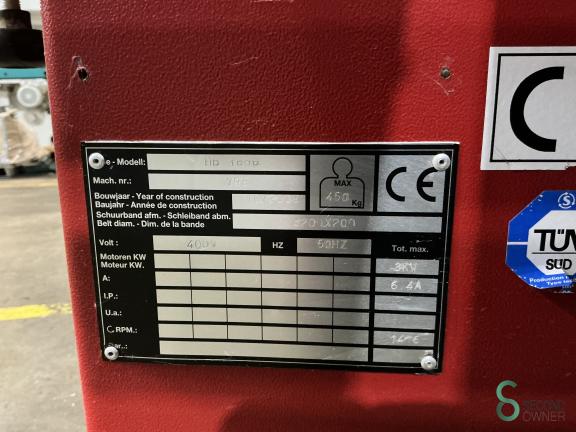 e - Modell:
Mach. nr.:
Bouwjaar - Year of construction
Baujahr - Année de construction
Schuurband afm. - Schleiband abm.
Belt diam. - Dim. de la bande
MAX
450 Kg.
CE
C
Volt: 400V HZ 50HZ Tot. max.
Motoren KW
Moteur KW. 3KW
A: 6.4A
I.P.:
U.a.:
RPM.:
TÜV
SÜD
SECOND
OWNER